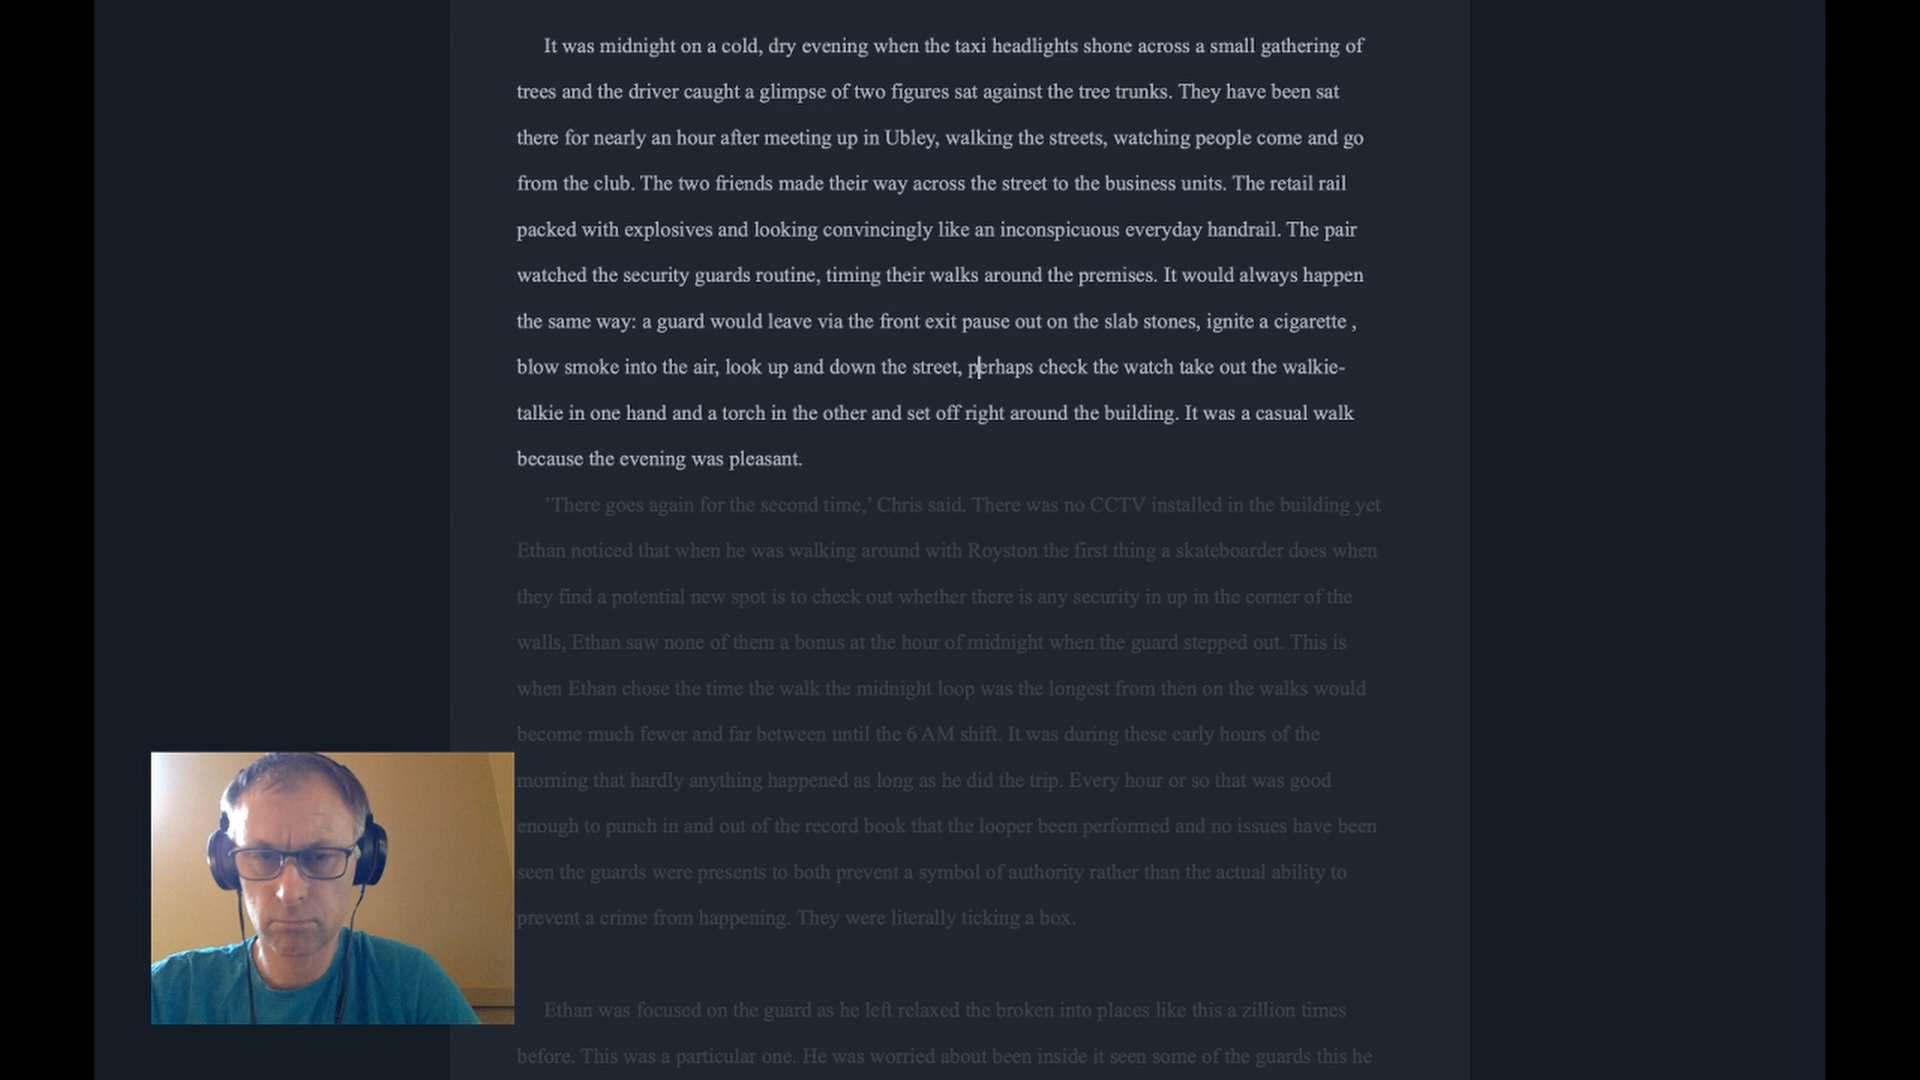 It was midnight on a cold, dry evening when the taxi headlights shone across a small gathering of
trees and the driver caught a glimpse of two figures sat against the tree trunks. They have been sat
there for nearly an hour after meeting up in Ubley, walking the streets, watching people come and go
from the club. The two friends made their way across the street to the business units. The retail rail
packed with explosives and looking convincingly like an inconspicuous everyday handrail. The pair
watched the security guards routine, timing their walks around the premises. It would always happen
the same way: a guard would leave via the front exit pause out on the slab stones, ignite a cigarette ,
blow smoke into the air, look up and down the street, perhaps check the watch take out the walkie-
talkie in one hand and a torch in the other and set off right around the building. It was a casual walk
because the evening was pleasant.
’There goes again for the second time,’ Chris said. There was no CCTV installed in the building yet
Ethan noticed that when he was walking around with Royston the first thing a skateboarder does when
they find a potential new spot is to check out whether there is any security in up in the corner of the
walls, Ethan saw none of them a bonus at the hour of midnight when the guard stepped out. This is
when Ethan chose the time the walk the midnight loop was the longest from then on the walks would
become much fewer and far between until the 6 AM shift. It was during these early hours of the
morning that hardly anything happened as long as he did the trip. Every hour or so that was good
enough to punch in and out of the record book that the looper been performed and no issues have been
seen the guards were presents to both prevent a symbol of authority rather than the actual ability to
prevent a crime from happening. They were literally ticking a box.
Ethan was focused on the guard as he left relaxed the broken into places like this a zillion times
before. This was a particular one. He was worried about been inside it seen some of the guards this he